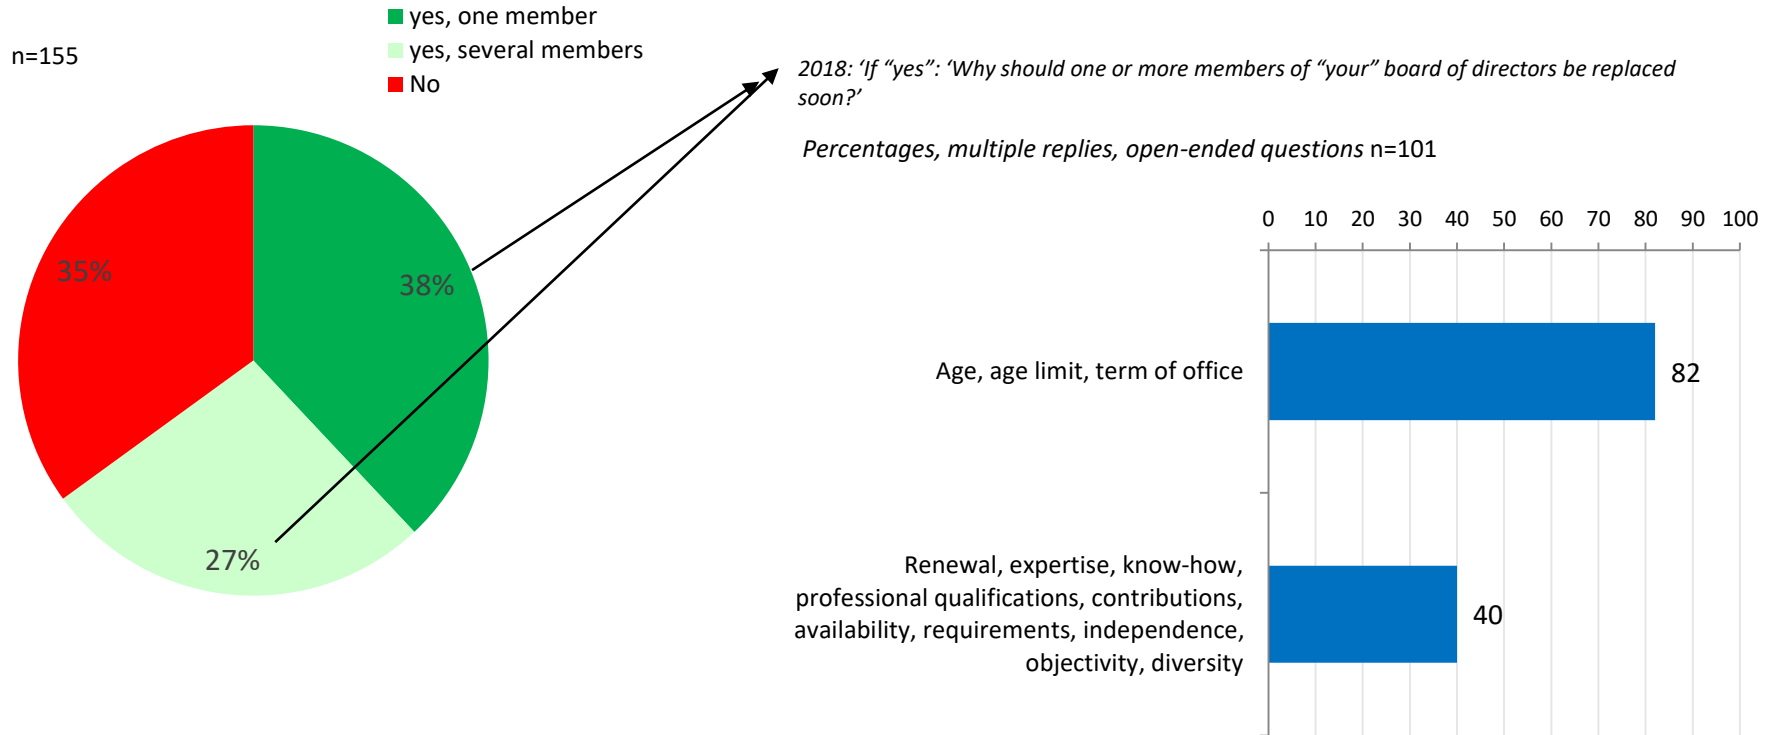 yes, one member
yes, several members
No
n=155
35%
38%
27%
2018: ‘If “yes”: ‘Why should one or more members of “your” board of directors be replaced
soon?’
Percentages, multiple replies, open-ended questions n=101
0 10 20 30 40 50 60 70 80 90 100
Age, age limit, term of office
82
Renewal, expertise, know-how,
professional qualifications, contributions,
availability, requirements, independence,
objectivity, diversity
40